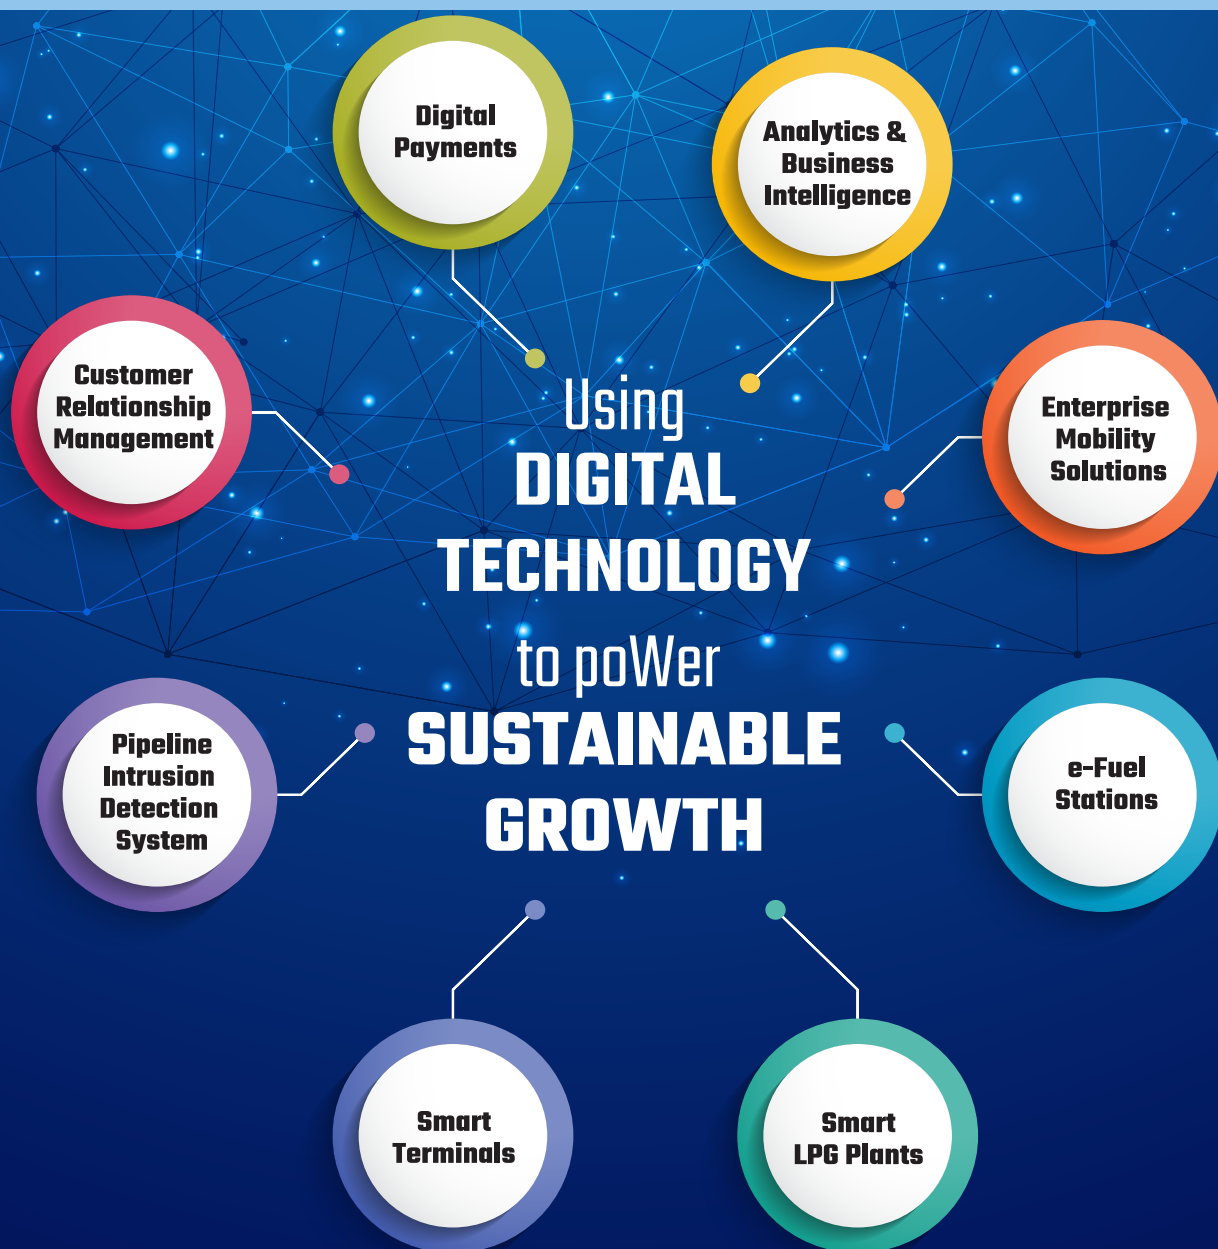 Digital
Payments
Analytics &
Business
Intelligence
Customer
Relationship
Management
Enterprise
Mobility
Solutions
Using
DIGITAL
TECHNOLOGY
to poWer
SUSTAINABLE
GROWTH
Pipeline
Intrusion
Detection
System
e-Fuel
Stations
Smart
Terminals
Smart
LPG Plants